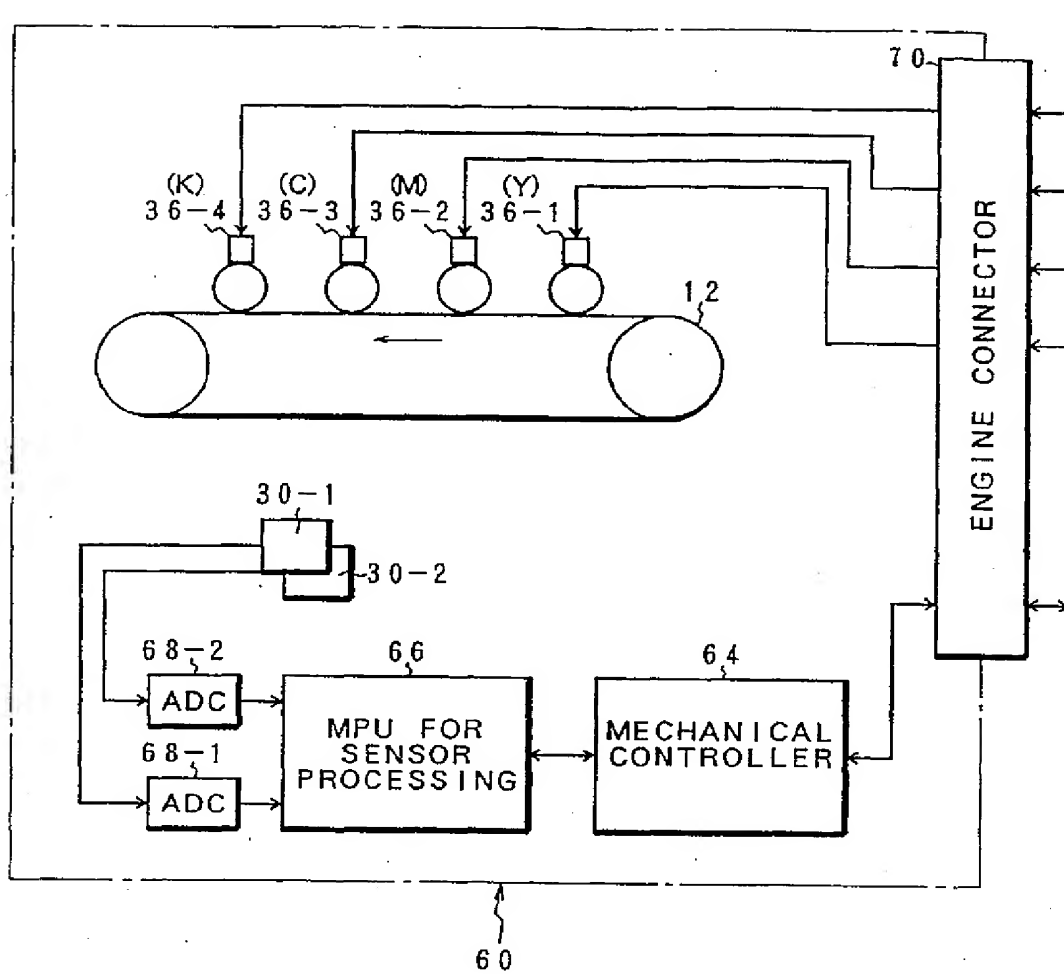 70
(K) (C) (M) (Y)
36-4 36-3 36-2 36-1
12
ENGINE CONNECTOR
30-1
30-2
68-2
ADC
68-1
ADC
66
MPU FOR
SENSOR
PROCESSING
64
MECHANICAL
CONTROLLER
60